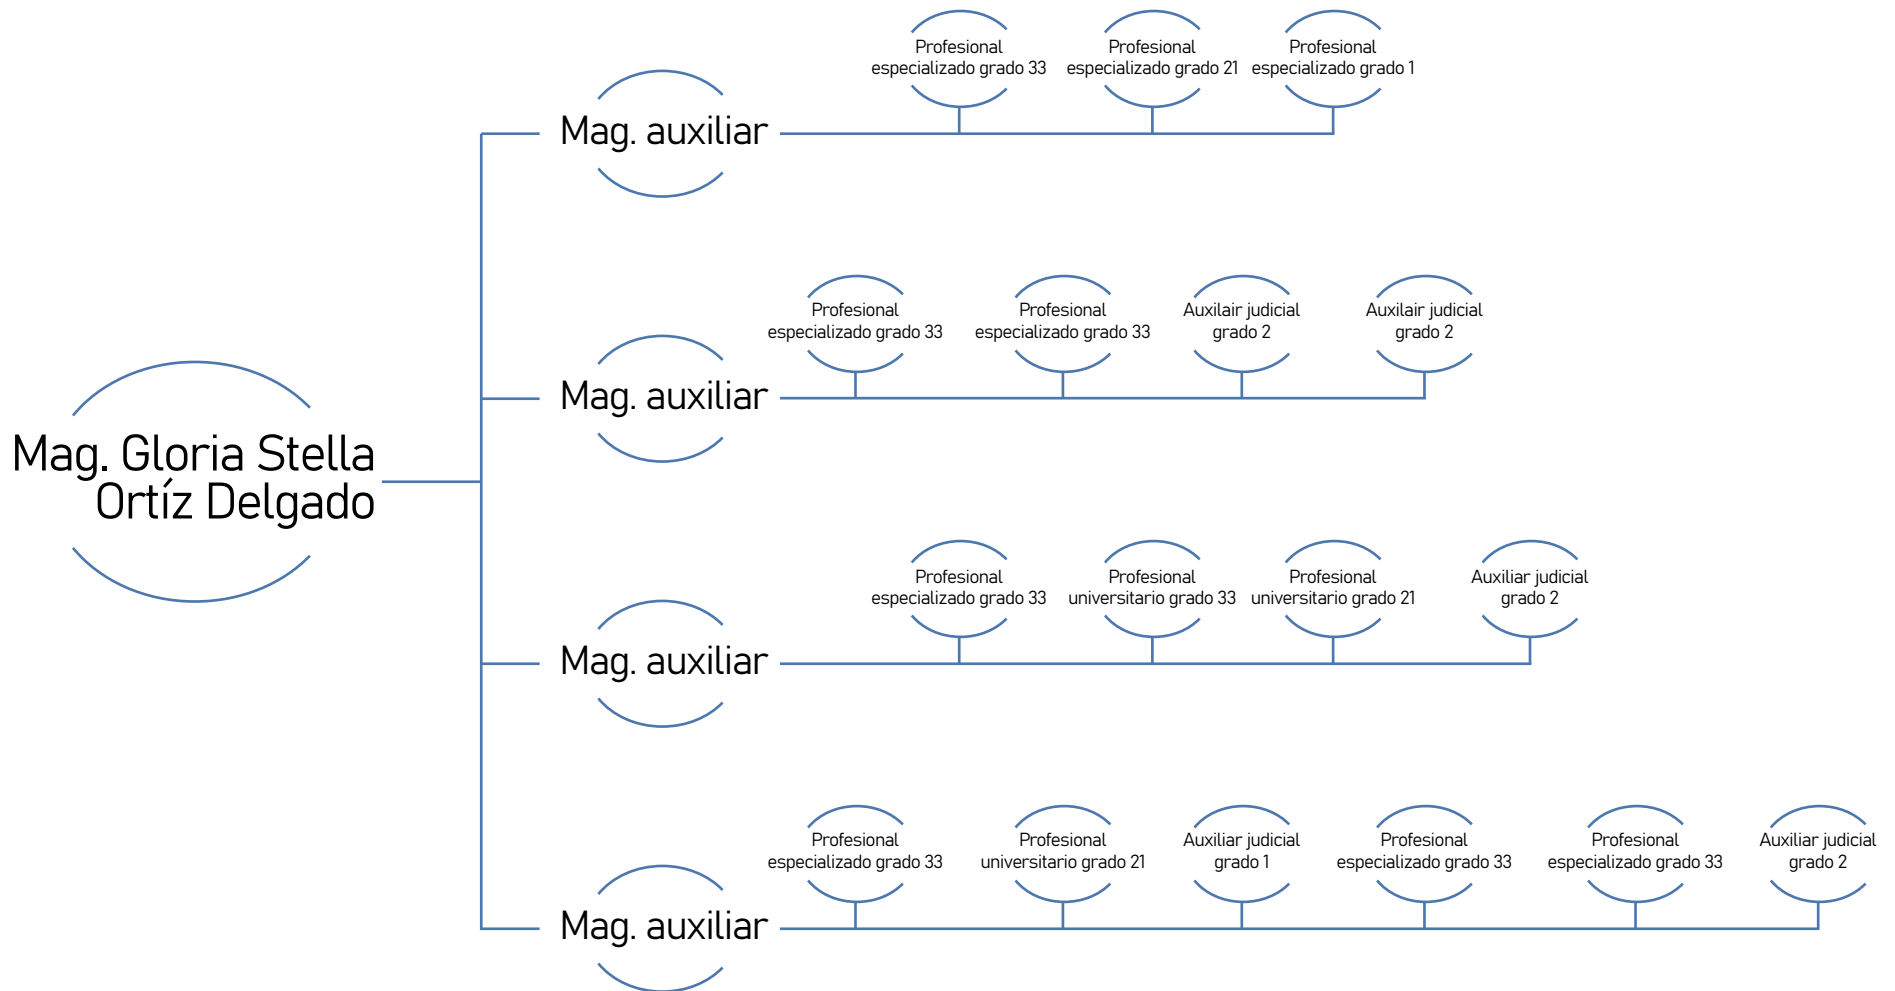 Mag. Gloria Stella
Ortíz Delgado
Mag. auxiliar
Profesional
especializado grado 33
Profesional
especializado grado 21
Profesional
especializado grado 1
Mag. auxiliar
Profesional
especializado grado 33
Profesional
especializado grado 33
Auxilair judicial
grado 2
Auxilair judicial
grado 2
Mag. auxiliar
Profesional
especializado grado 33
Profesional
universitario grado 33
Profesional
universitario grado 21
Auxiliar judicial
grado 2
Mag. auxiliar
Profesional
especializado grado 33
Profesional
universitario grado 21
Auxiliar judicial
grado 1
Profesional
especializado grado 33
Profesional
especializado grado 33
Auxiliar judicial
grado 2